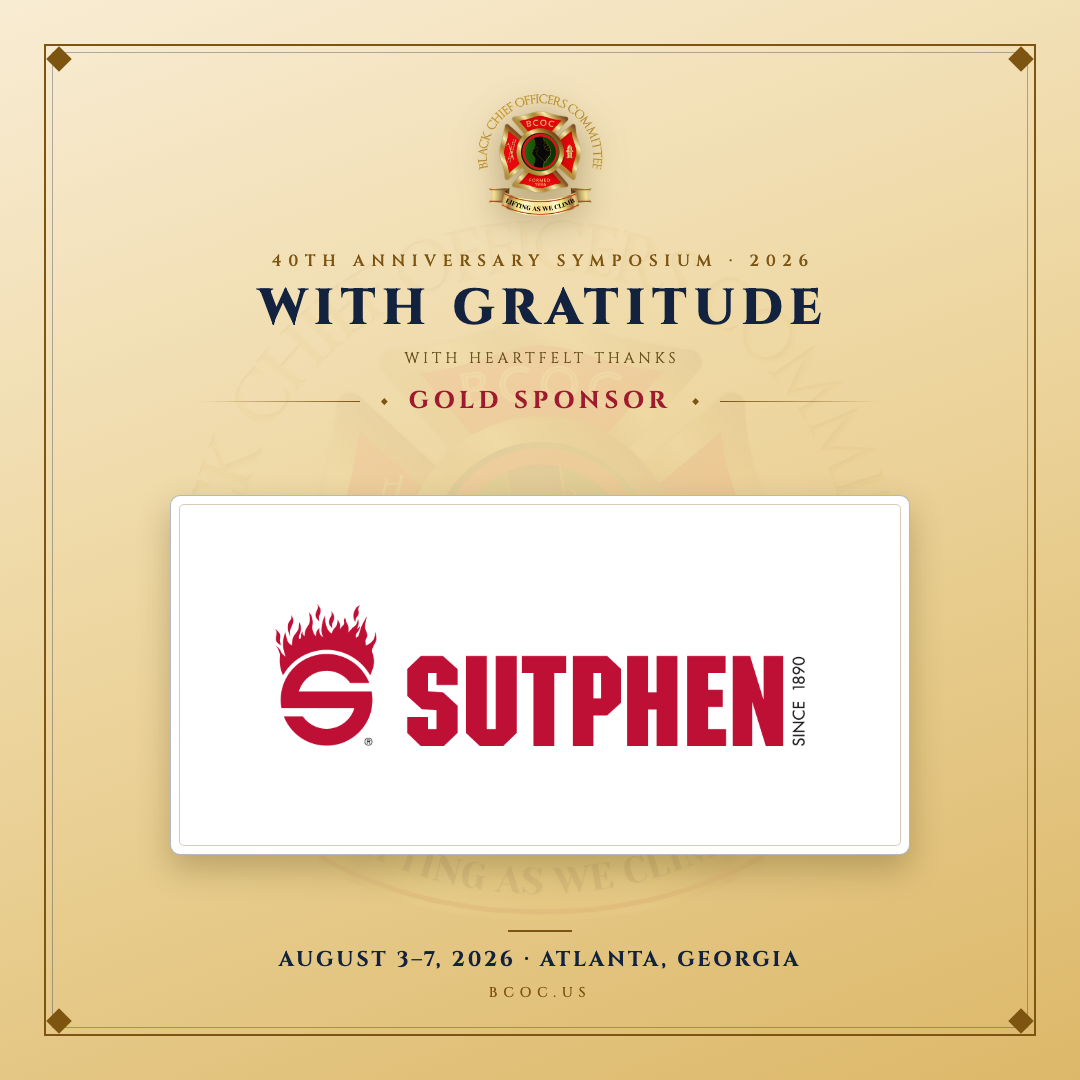 BLACK CHIEF OFFICERS COMMITTEE
BCOC
FORMED
1986
LIFTING AS WE CLIMB
40TH ANNIVERSARY SYMPOSIUM · 2026
WITH GRATITUDE
WITH HEARTFELT THANKS
GOLD SPONSOR
SUTPHEN
SINCE 1890
®
AUGUST 3–7, 2026 · ATLANTA, GEORGIA
BCOC.US